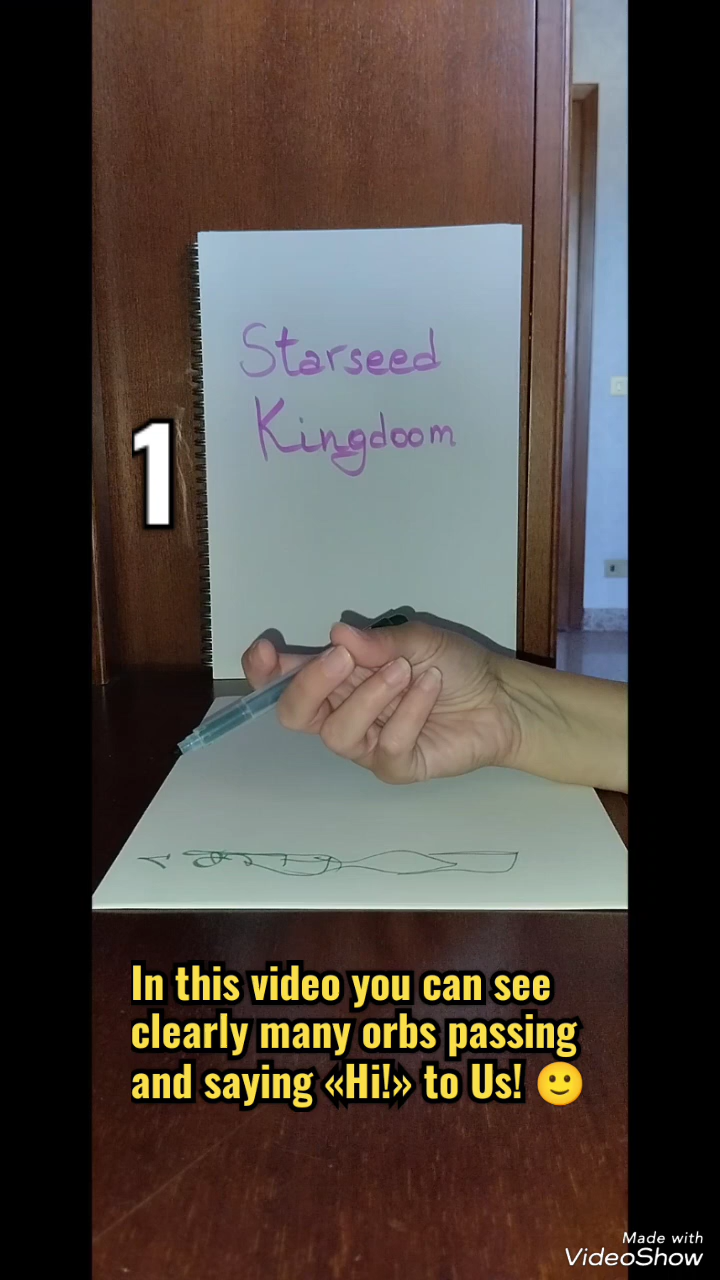 Starseed
Kingdoom
1
In this video you can see
clearly many orbs passing
and saying «Hi!» to Us! 🙂
Made with
VideoShow